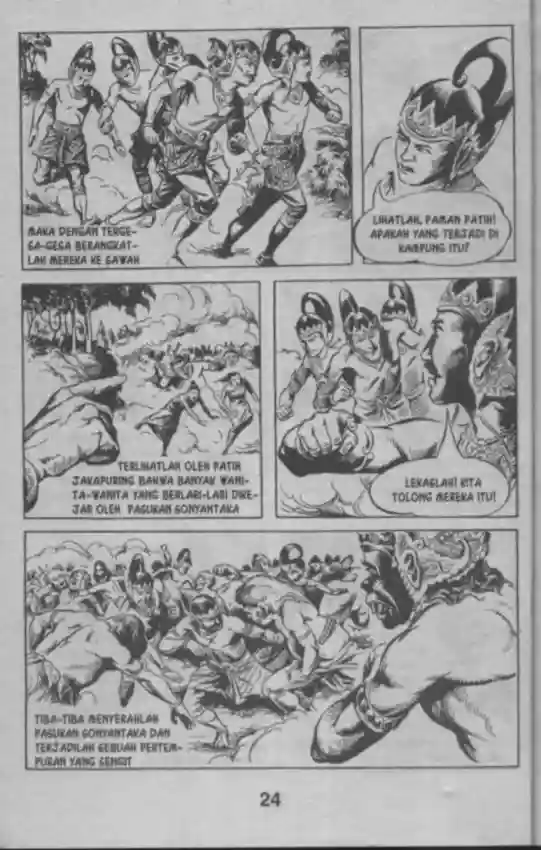 MAKA DENGAN TERGE-
SA-GESA BERANGKAT-
LAH MEREKA KE BAWAH
LIHATLAH, PAMAN PATIH!
APAKAH YANG TERJADI DI
KAMPUNG ITU?
TERLIHATLAH OLEH PATIH
JAKAPURING BAHWA BANYAK WANI-
TA-WANITA YANG BERLARI-LARI DIKE-
JAR OLEH PASUKAN GONYANTAKA
LEKASLAH! KITA
TOLONG MEREKA ITU!
TIBA-TIBA MENYERAHLAH
PASUKAN GONYANTAKA DAN
TERJADILAH SEBUAH PERTEM-
PURAN YANG SENGIT
24